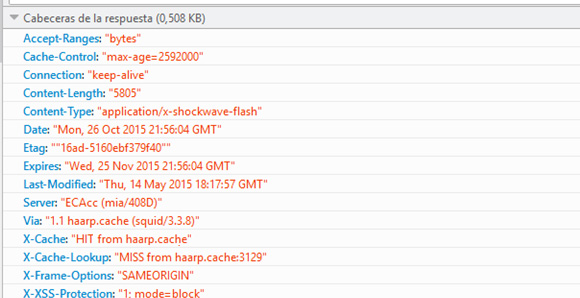 Cabeceras de la respuesta (0,508 KB)
Accept-Ranges: "bytes"
Cache-Control: "max-age=2592000"
Connection: "keep-alive"
Content-Length: "5805"
Content-Type: "application/x-shockwave-flash"
Date: "Mon, 26 Oct 2015 21:56:04 GMT"
Etag: ""16ad-5160ebf379f40""
Expires: "Wed, 25 Nov 2015 21:56:04 GMT"
Last-Modified: "Thu, 14 May 2015 18:17:57 GMT"
Server: "ECAcc (mia/408D)"
Via: "1.1 haarp.cache (squid/3.3.8)"
X-Cache: "HIT from haarp.cache"
X-Cache-Lookup: "MISS from haarp.cache:3129"
X-Frame-Options: "SAMEORIGIN"
X-XSS-Protection: "1; mode=block"